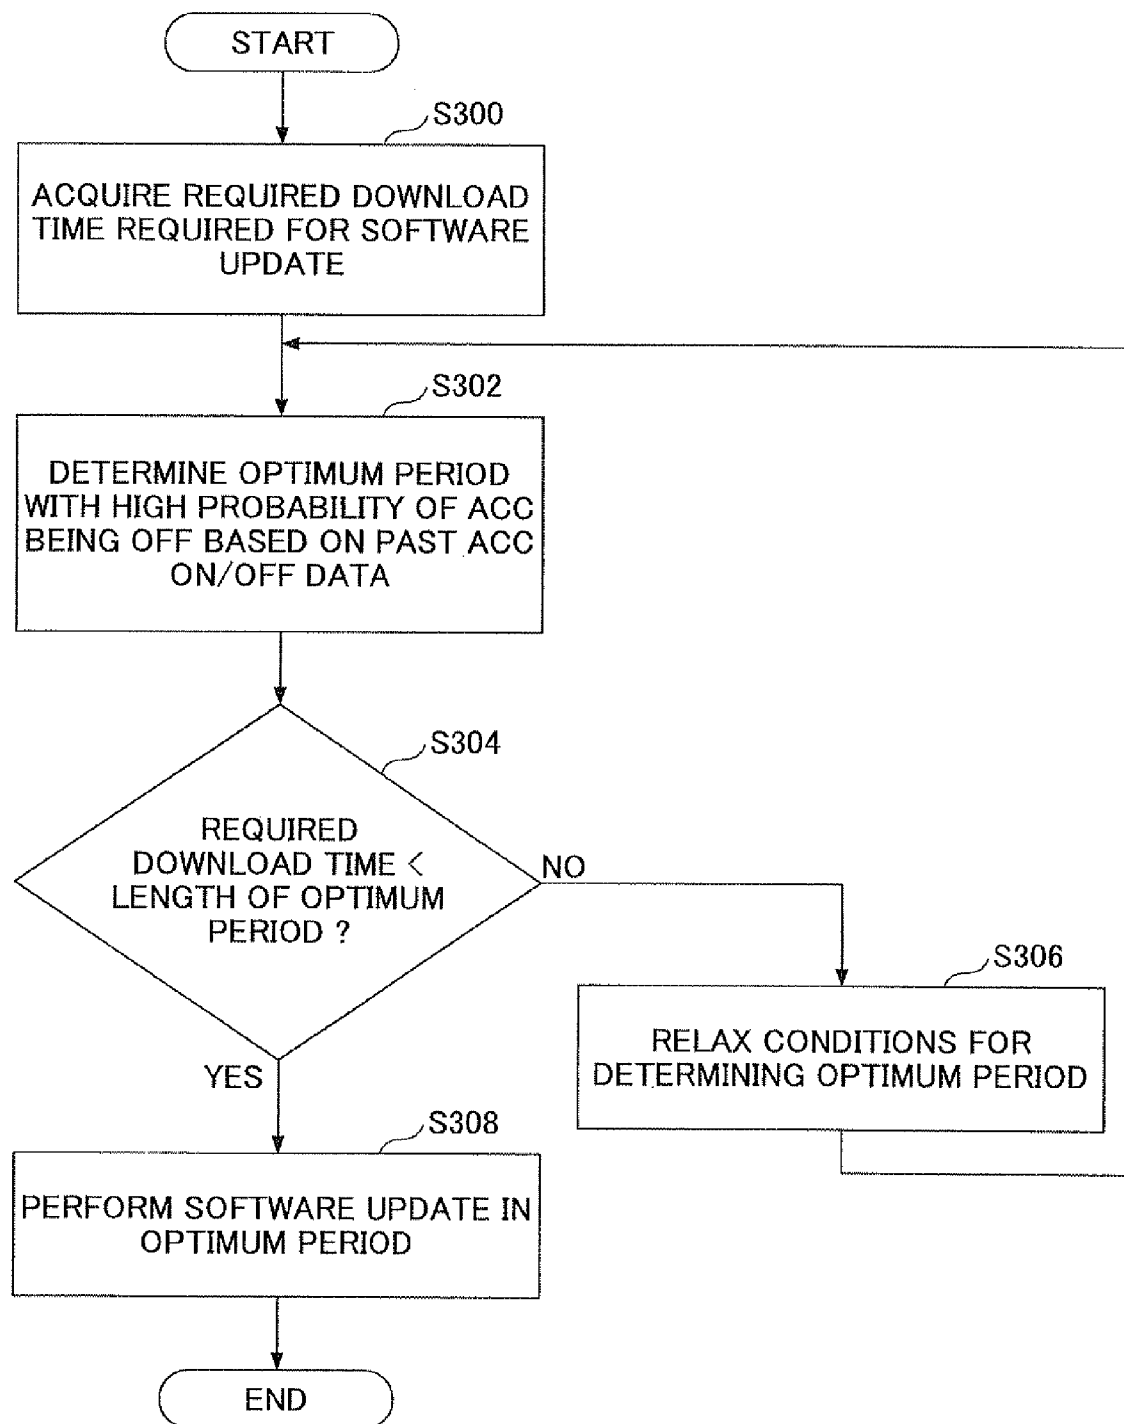 START
S300
ACQUIRE REQUIRED DOWNLOAD
TIME REQUIRED FOR SOFTWARE
UPDATE
S302
DETERMINE OPTIMUM PERIOD
WITH HIGH PROBABILITY OF ACC
BEING OFF BASED ON PAST ACC
ON/OFF DATA
S304
REQUIRED
DOWNLOAD TIME <
LENGTH OF OPTIMUM
PERIOD ?
NO
S306
RELAX CONDITIONS FOR
DETERMINING OPTIMUM PERIOD
YES
S308
PERFORM SOFTWARE UPDATE IN
OPTIMUM PERIOD
END